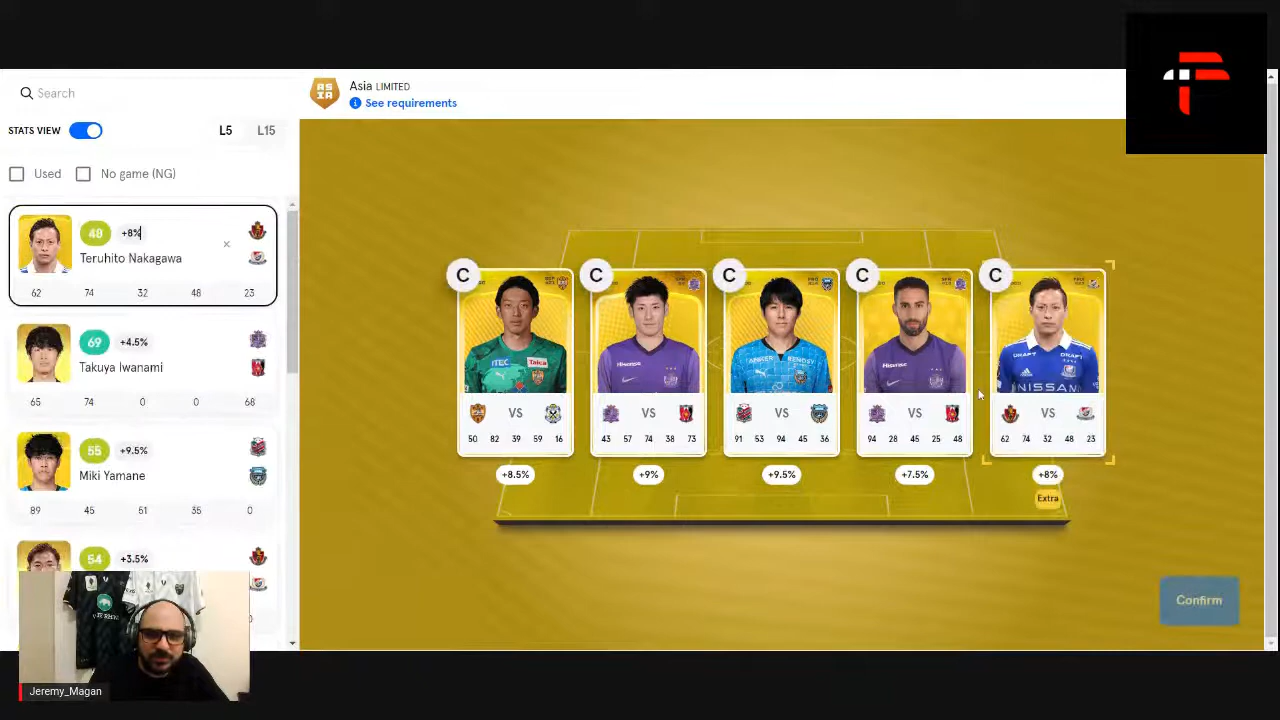 Search
Asia LIMITED
See requirements
STATS VIEW
L5
L15
Used
No game (NG)
48
+8%
Teruhito Nakagawa
62
74
32
48
23
69
+4.5%
Takuya Iwanami
65
74
0
0
68
55
+9.5%
Miki Yamane
89
45
51
35
0
54
+3.5%
Jeremy_Magan
C
C
C
C
C
VS
VS
VS
VS
VS
50 82 39 59 16
43 57 74 38 73
91 53 94 45 36
94 28 45 25 48
62 74 32 48 23
+8.5%
+9%
+9.5%
+7.5%
+8%
Extra
Confirm
NISSAN